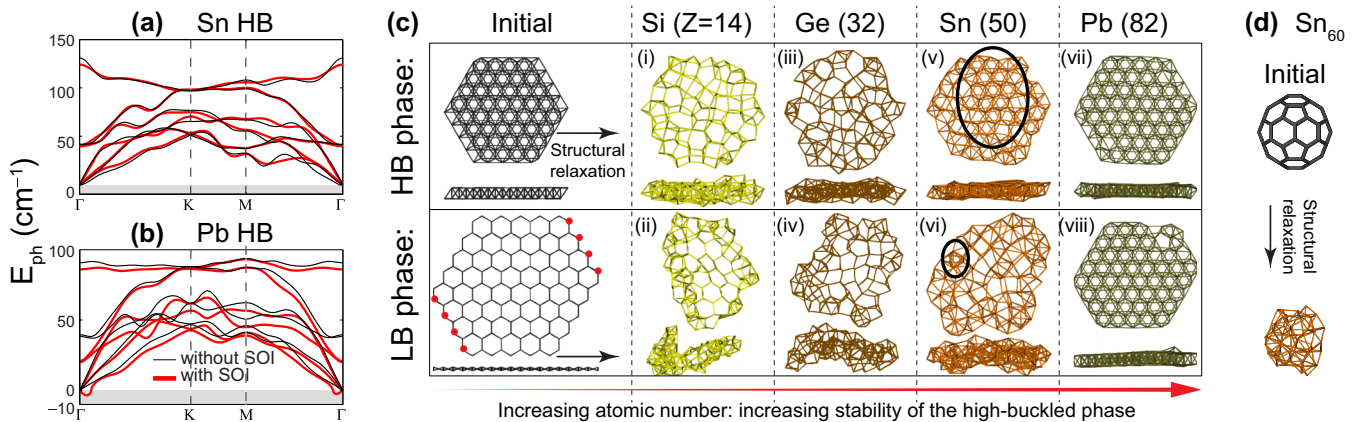 (a) Sn HB
150
100
50
0
Γ K M Γ
(b) Pb HB
100
50
0
−10
Γ K M Γ
without SOI
with SOI
E_ph (cm⁻¹)
(c) Initial Si (Z=14) Ge (32) Sn (50) Pb (82)
HB phase:
(i) (iii) (v) (vii)
Structural
relaxation
LB phase:
(ii) (iv) (vi) (viii)
Increasing atomic number: increasing stability of the high-buckled phase
(d) Sn₆₀
Initial
Structural
relaxation